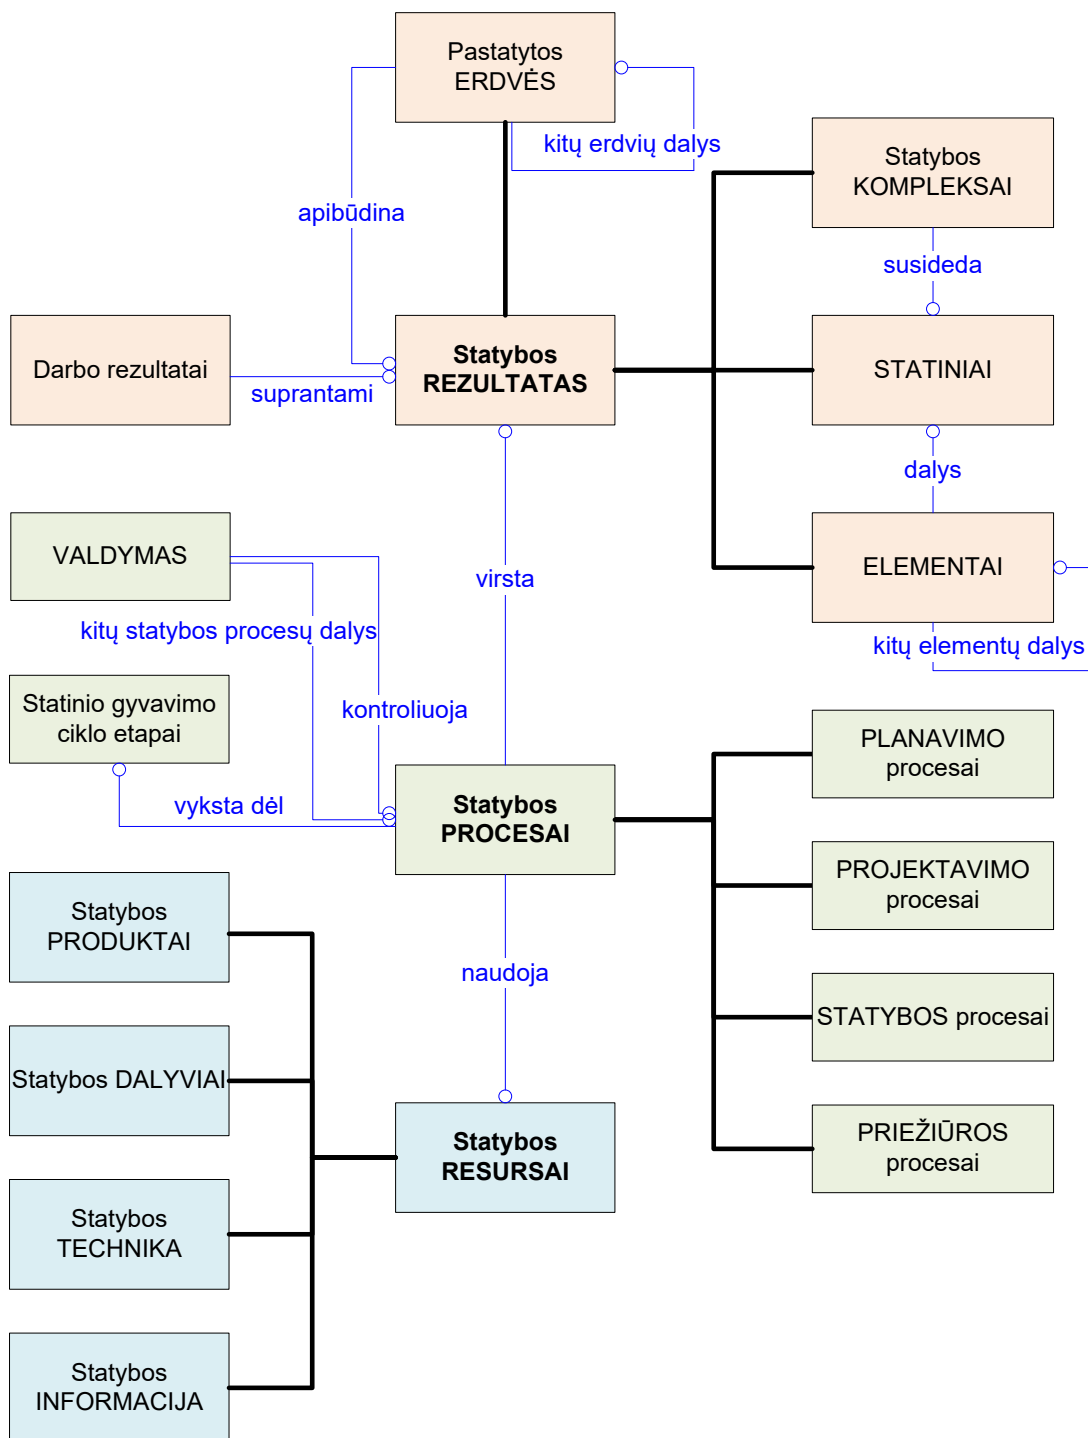 Pastatytos
ERDVĖS
kitų erdvių dalys
apibūdina
Statybos
KOMPLEKSAI
susideda
Darbo rezultatai
suprantami
Statybos
REZULTATAS
STATINIAI
dalys
VALDYMAS
virsta
ELEMENTAI
kitų statybos procesų dalys
kitų elementų dalys
Statinio gyvavimo
ciklo etapai
kontroliuoja
vyksta dėl
Statybos
PROCESAI
PLANAVIMO
procesai
PROJEKTAVIMO
procesai
Statybos
PRODUKTAI
naudoja
STATYBOS procesai
Statybos DALYVIAI
Statybos
RESURSAI
PRIEŽIŪROS
procesai
Statybos
TECHNIKA
Statybos
INFORMACIJA